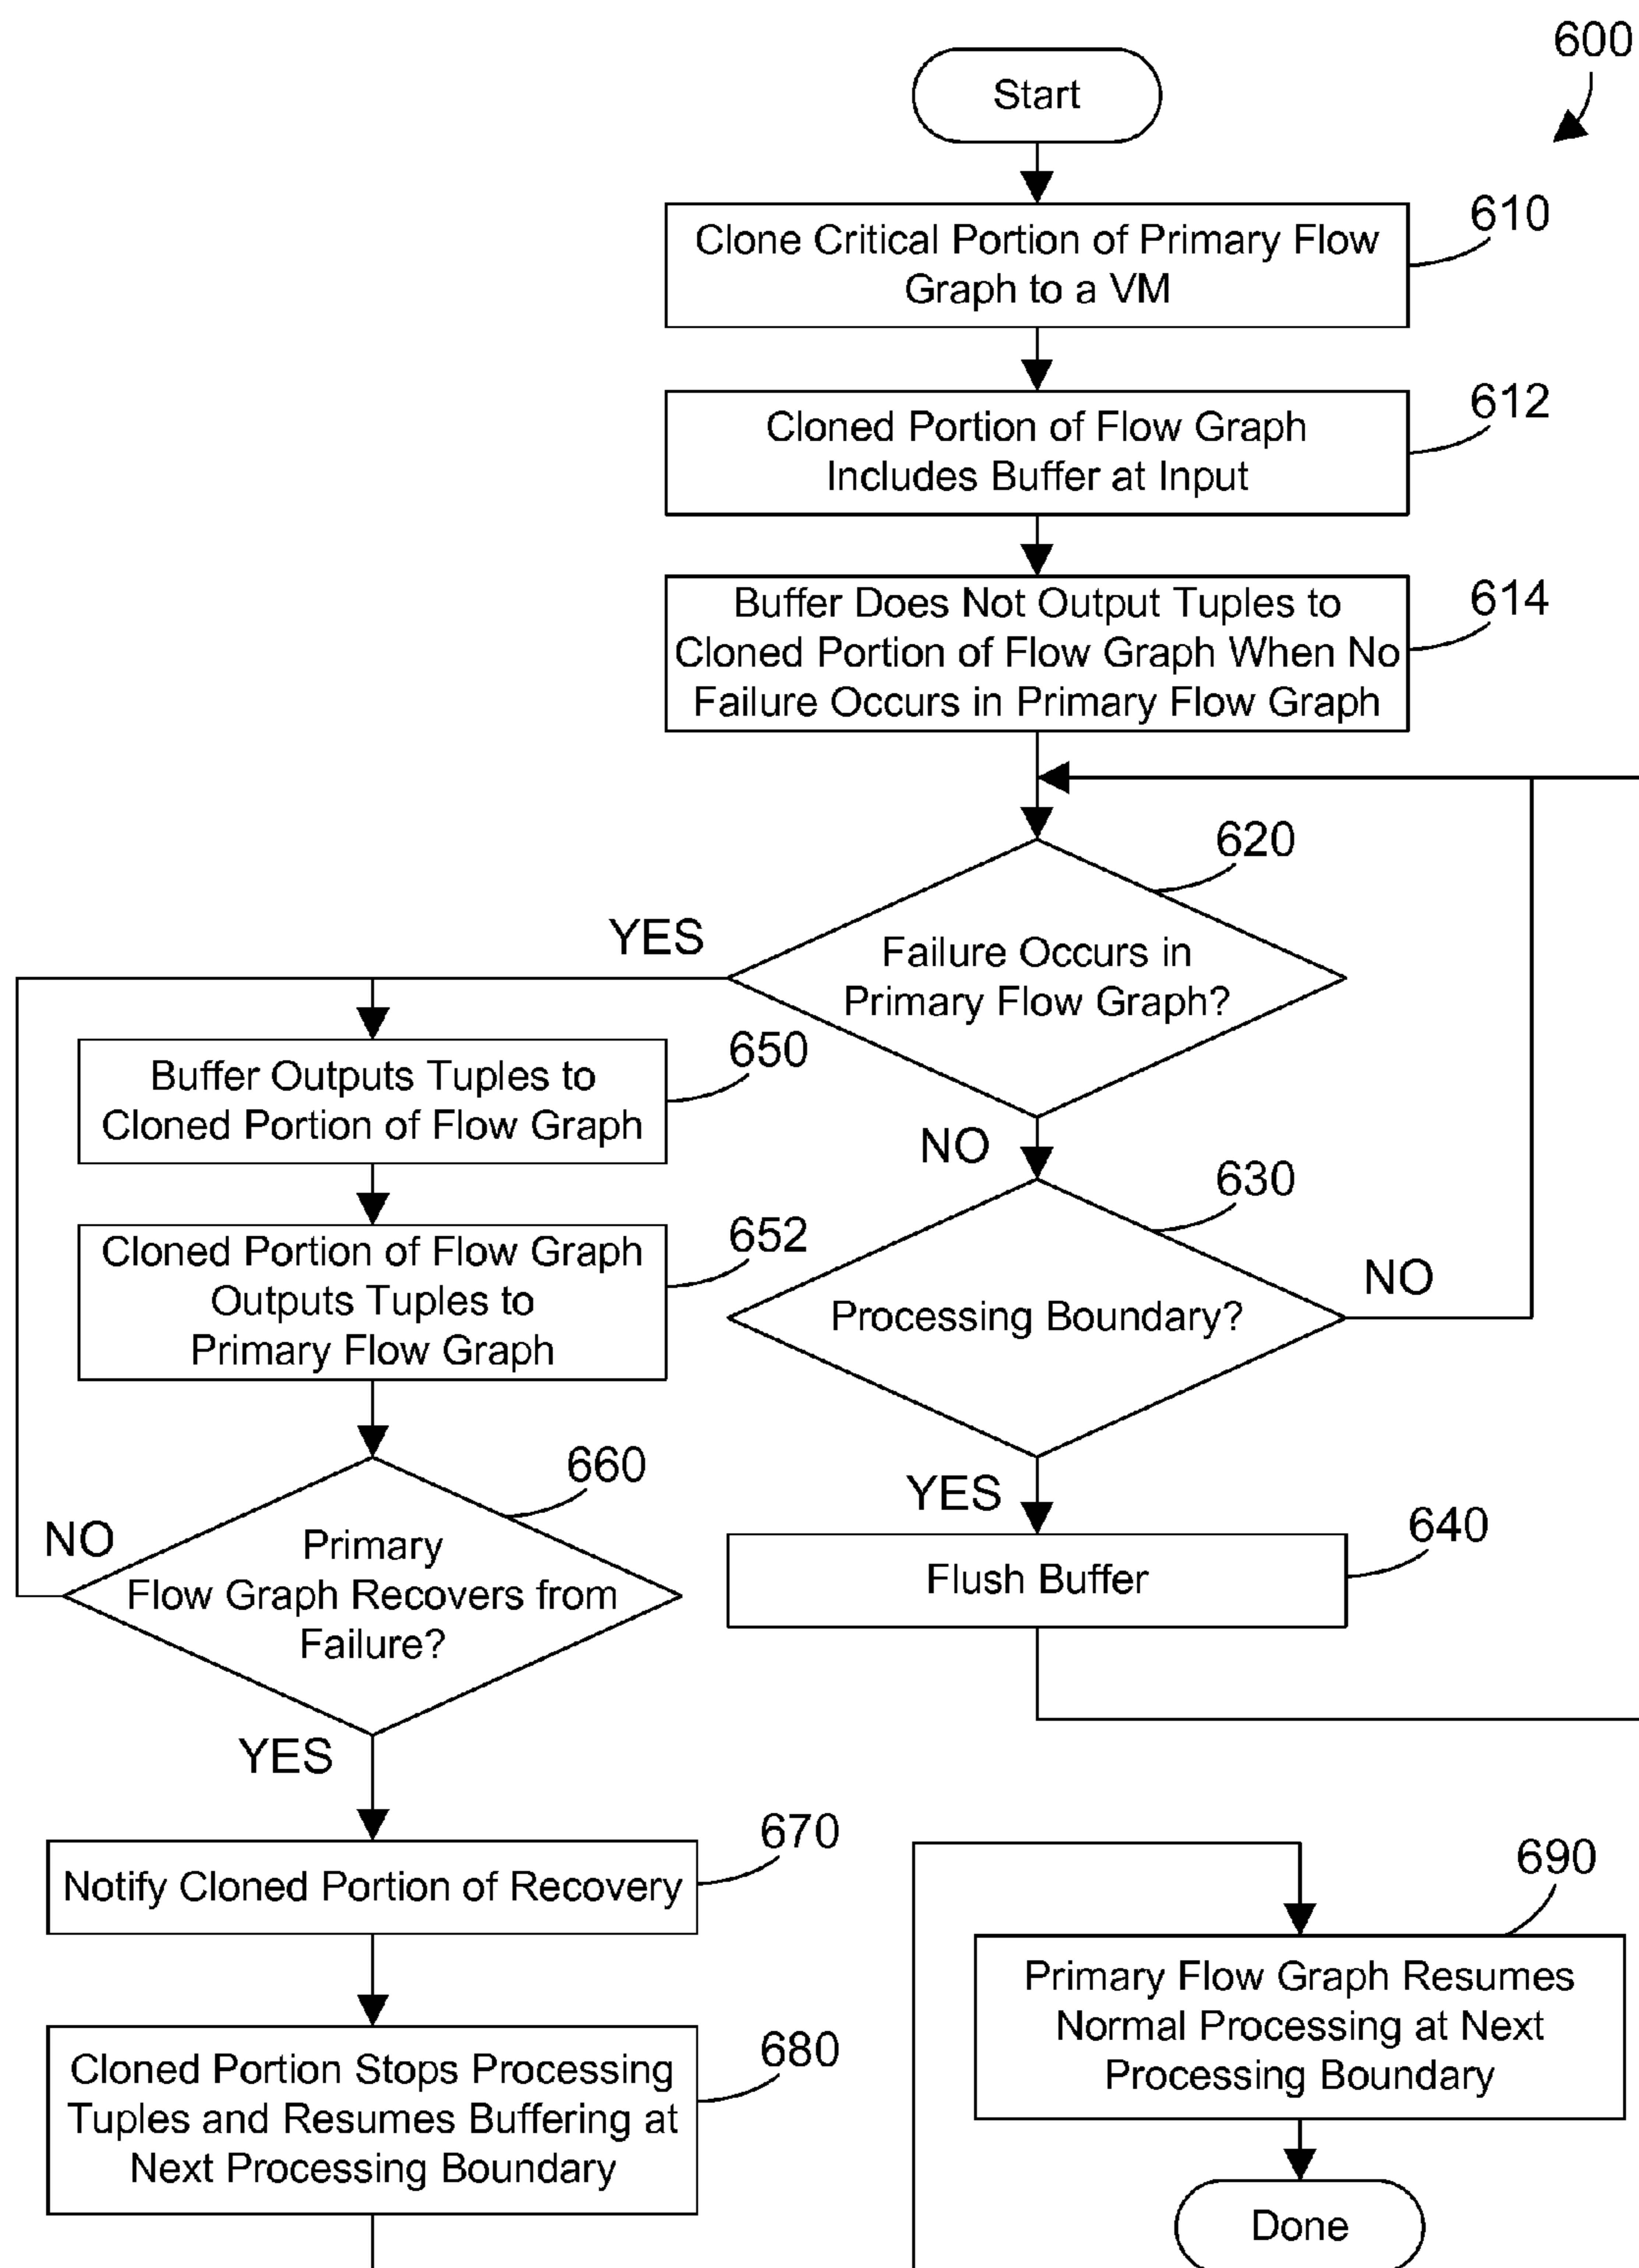 600
Start
610
Clone Critical Portion of Primary Flow
Graph to a VM
612
Cloned Portion of Flow Graph
Includes Buffer at Input
614
Buffer Does Not Output Tuples to
Cloned Portion of Flow Graph When No
Failure Occurs in Primary Flow Graph
620
YES
Failure Occurs in
Primary Flow Graph?
650
Buffer Outputs Tuples to
Cloned Portion of Flow Graph
NO
630
652
Cloned Portion of Flow Graph
Outputs Tuples to
Primary Flow Graph
Processing Boundary?
NO
660
NO
Primary
Flow Graph Recovers from
Failure?
YES
640
Flush Buffer
YES
670
Notify Cloned Portion of Recovery
680
Cloned Portion Stops Processing
Tuples and Resumes Buffering at
Next Processing Boundary
690
Primary Flow Graph Resumes
Normal Processing at Next
Processing Boundary
Done